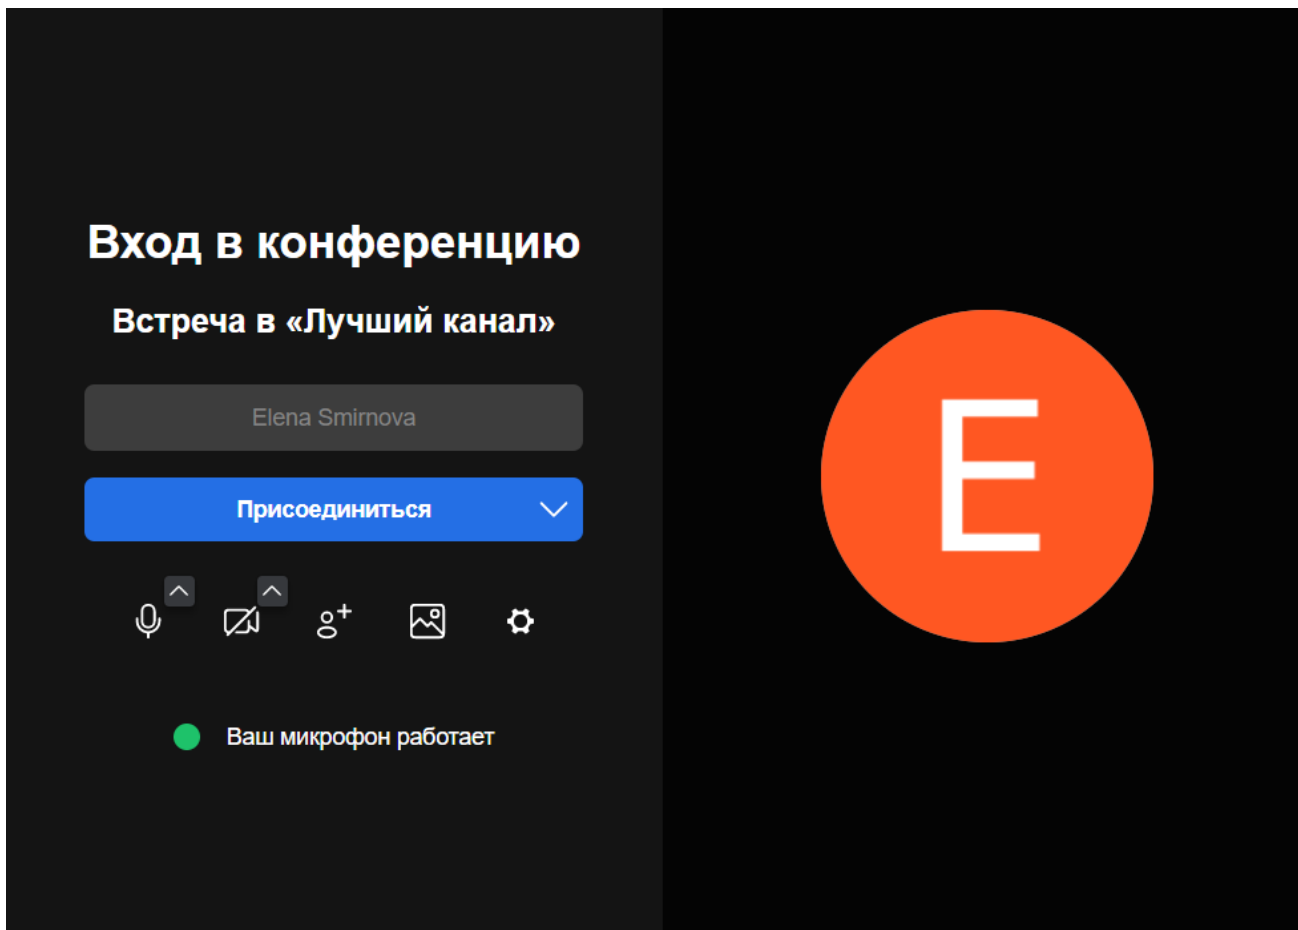 Вход в конференцию
Встреча в «Лучший канал»
Elena Smirnova
Присоединиться
Ваш микрофон работает
E